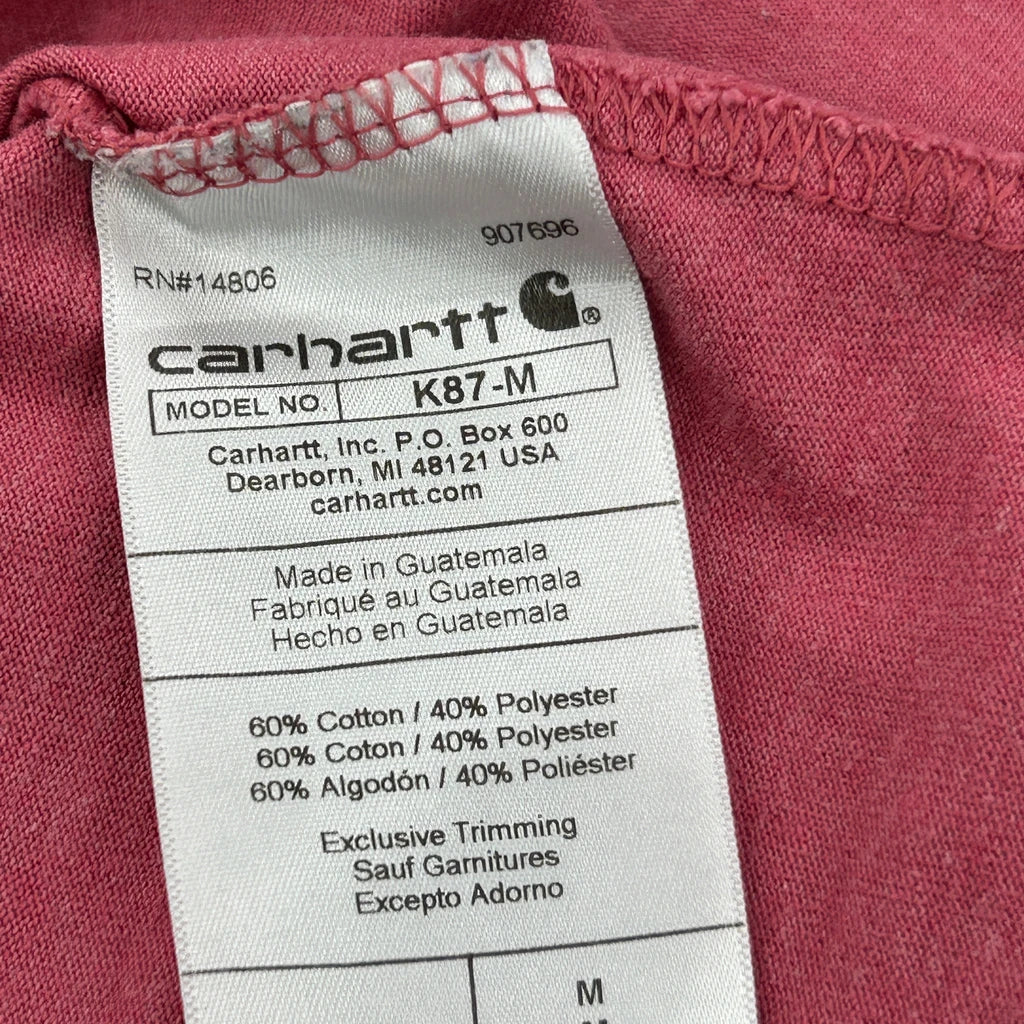 907696
RN#14806
carhartt ®
MODEL NO. K87-M
Carhartt, Inc. P.O. Box 600
Dearborn, MI 48121 USA
carhartt.com
Made in Guatemala
Fabriqué au Guatemala
Hecho en Guatemala
60% Cotton / 40% Polyester
60% Coton / 40% Polyester
60% Algodón / 40% Poliéster
Exclusive Trimming
Sauf Garnitures
Excepto Adorno
M